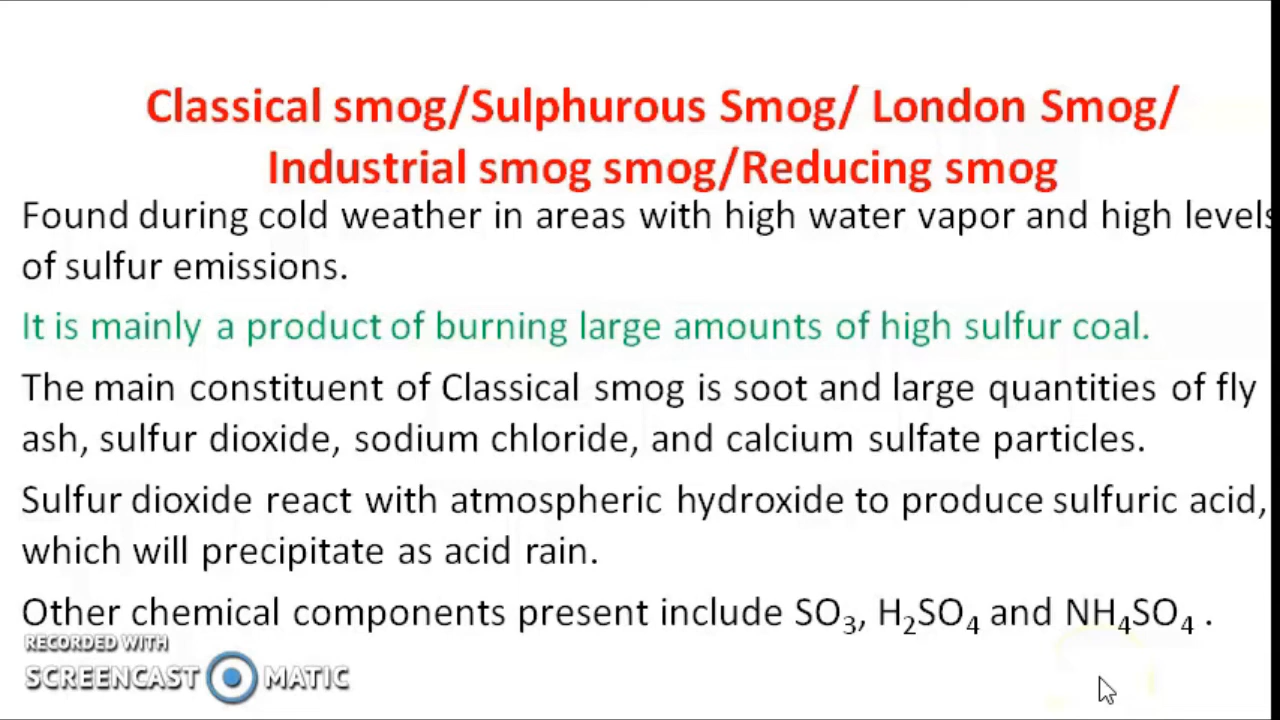 Classical smog/Sulphurous Smog/ London Smog/
Industrial smog smog/Reducing smog
Found during cold weather in areas with high water vapor and high levels
of sulfur emissions.
It is mainly a product of burning large amounts of high sulfur coal.
The main constituent of Classical smog is soot and large quantities of fly
ash, sulfur dioxide, sodium chloride, and calcium sulfate particles.
Sulfur dioxide react with atmospheric hydroxide to produce sulfuric acid,
which will precipitate as acid rain.
Other chemical components present include SO₃, H₂SO₄ and NH₄SO₄ .
RECORDED WITH
SCREENCAST MATIC